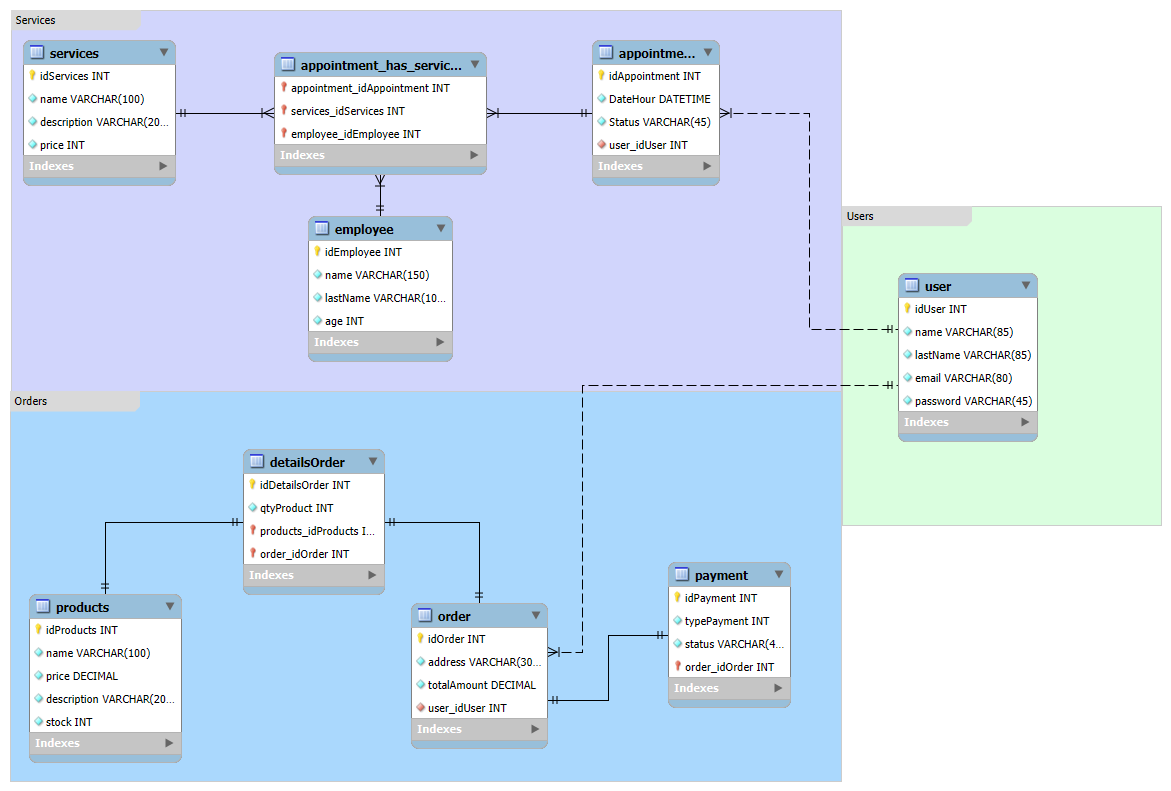 Services
services
idServices INT
name VARCHAR(100)
description VARCHAR(20...
price INT
Indexes
appointment_has_servic...
appointment_idAppointment INT
services_idServices INT
employee_idEmployee INT
Indexes
appointme...
idAppointment INT
DateHour DATETIME
Status VARCHAR(45)
user_idUser INT
Indexes
employee
idEmployee INT
name VARCHAR(150)
lastName VARCHAR(10...
age INT
Indexes
Users
user
idUser INT
name VARCHAR(85)
lastName VARCHAR(85)
email VARCHAR(80)
password VARCHAR(45)
Indexes
Orders
detailsOrder
idDetailsOrder INT
qtyProduct INT
products_idProducts I...
order_idOrder INT
Indexes
products
idProducts INT
name VARCHAR(100)
price DECIMAL
description VARCHAR(20...
stock INT
Indexes
order
idOrder INT
address VARCHAR(30...
totalAmount DECIMAL
user_idUser INT
Indexes
payment
idPayment INT
typePayment INT
status VARCHAR(4...
order_idOrder INT
Indexes